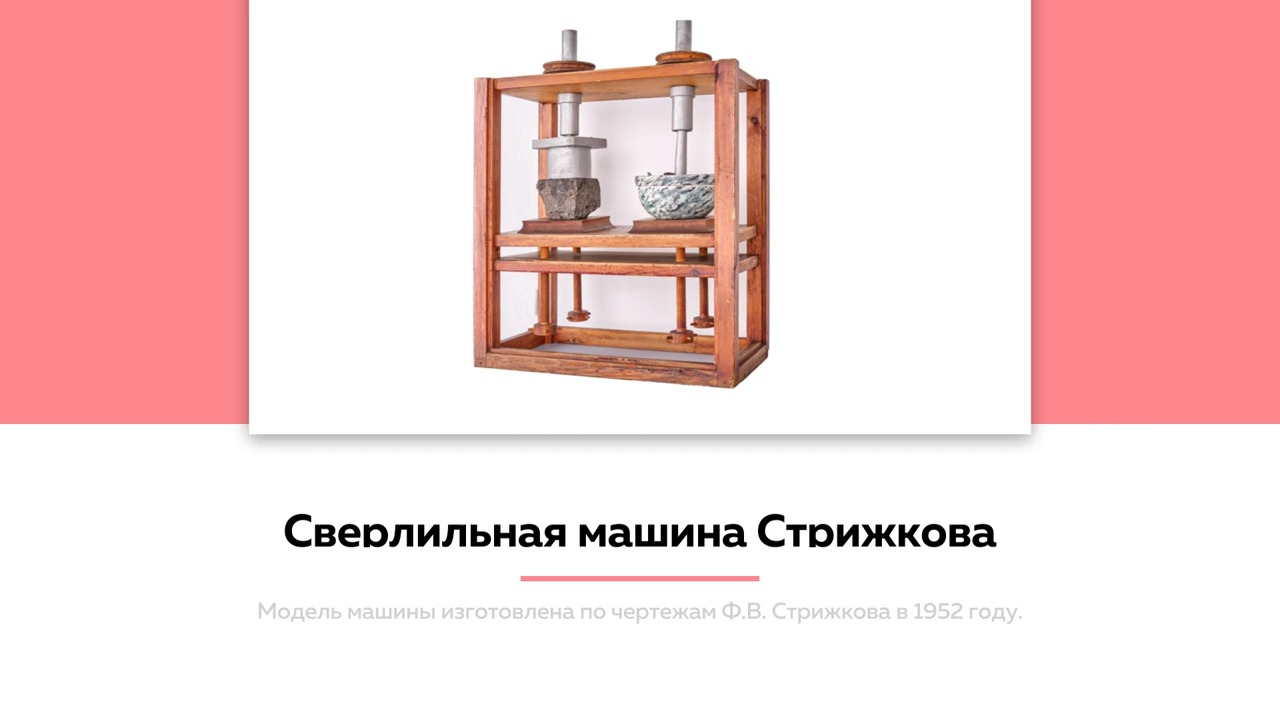 Сверлильная машина Стрижкова
Модель машины изготовлена по чертежам Ф.В. Стрижкова в 1952 году.